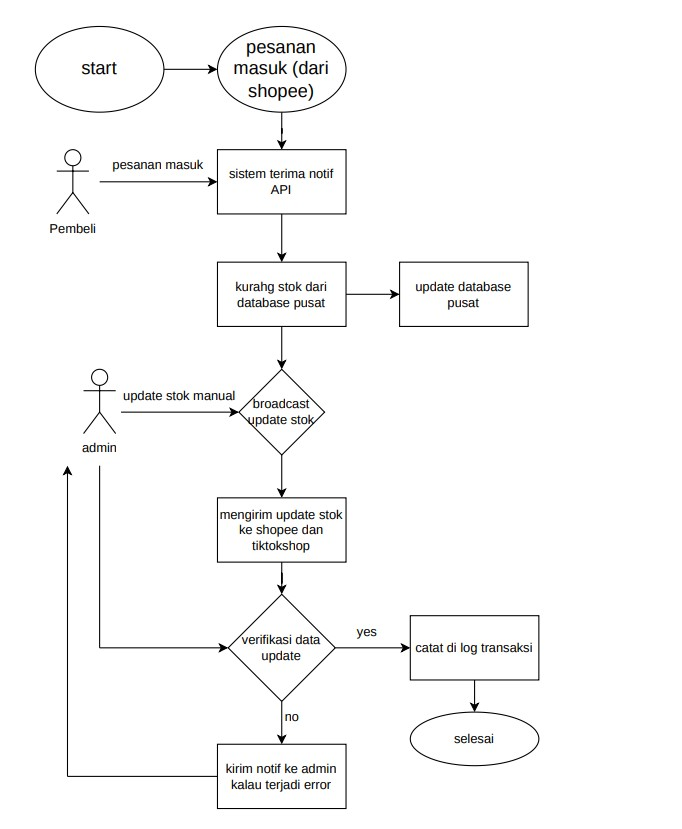 start
pesanan
masuk (dari
shopee)
pesanan masuk
Pembeli
sistem terima notif
API
kurahg stok dari
database pusat
update database
pusat
update stok manual
admin
broadcast
update stok
mengirim update stok
ke shopee dan
tiktokshop
verifikasi data
update
yes
catat di log transaksi
no
selesai
kirim notif ke admin
kalau terjadi error